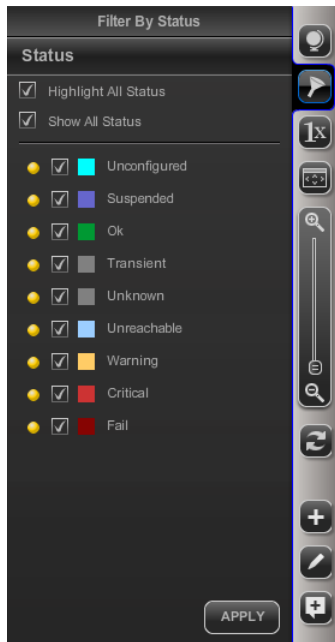 Filter By Status
Status
Highlight All Status
Show All Status
Unconfigured
Suspended
Ok
Transient
Unknown
Unreachable
Warning
Critical
Fail
APPLY
1x